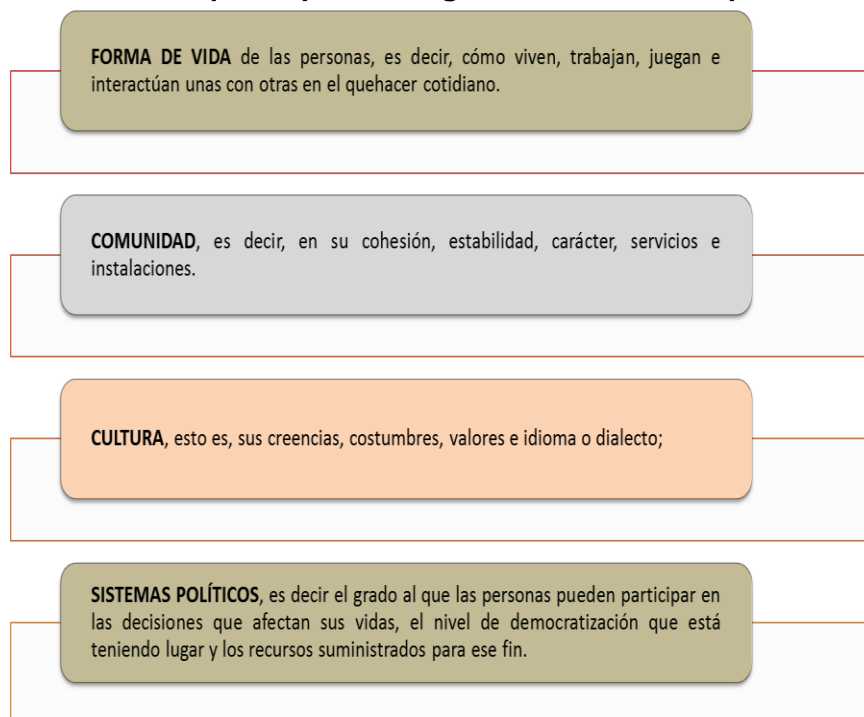 FORMA DE VIDA de las personas, es decir, cómo viven, trabajan, juegan e
interactúan unas con otras en el quehacer cotidiano.
COMUNIDAD, es decir, en su cohesión, estabilidad, carácter, servicios e
instalaciones.
CULTURA, esto es, sus creencias, costumbres, valores e idioma o dialecto;
SISTEMAS POLÍTICOS, es decir el grado al que las personas pueden participar en
las decisiones que afectan sus vidas, el nivel de democratización que está
teniendo lugar y los recursos suministrados para ese fin.